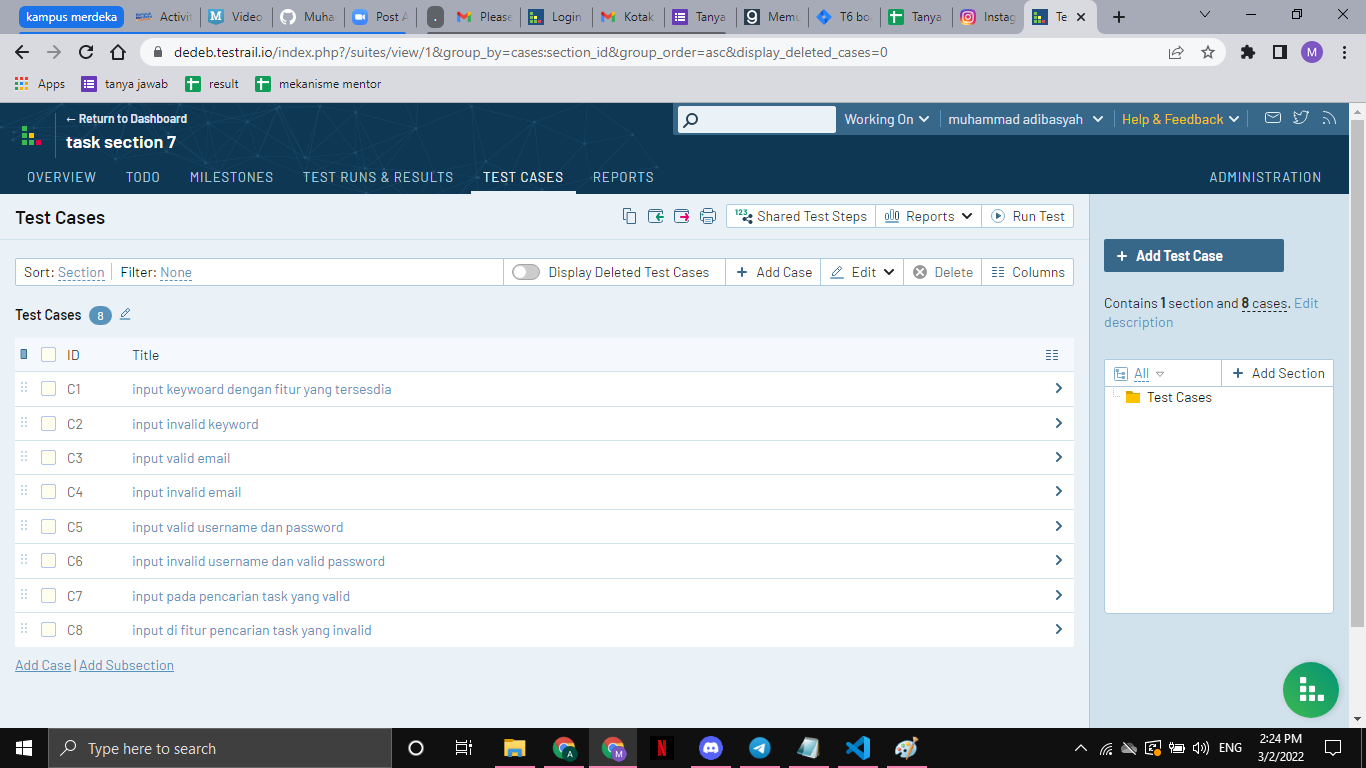 kampus merdeka
Activit
Video
Muha
Post A
Please
Login
Kotak
Tanya
Memu
T6 bo
Tanya
Instag
Te
dedeb.testrail.io/index.php?/suites/view/1&group_by=cases:section_id&group_order=asc&display_deleted_cases=0
M
Apps
tanya jawab
result
mekanisme mentor
← Return to Dashboard
task section 7
Working On
muhammad adibasyah
Help & Feedback
OVERVIEW
TODO
MILESTONES
TEST RUNS & RESULTS
TEST CASES
REPORTS
ADMINISTRATION
Test Cases
123 Shared Test Steps
Reports
Run Test
Sort: Section
Filter: None
Display Deleted Test Cases
+ Add Case
Edit
Delete
Columns
+ Add Test Case
Contains 1 section and 8 cases. Edit
description
Test Cases 8
ID Title
C1 input keywoard dengan fitur yang tersesdia
C2 input invalid keyword
C3 input valid email
C4 input invalid email
C5 input valid username dan password
C6 input invalid username dan valid password
C7 input pada pencarian task yang valid
C8 input di fitur pencarian task yang invalid
Add Case | Add Subsection
All
+ Add Section
Test Cases
Type here to search
A
M
N
ENG
2:24 PM
3/2/2022